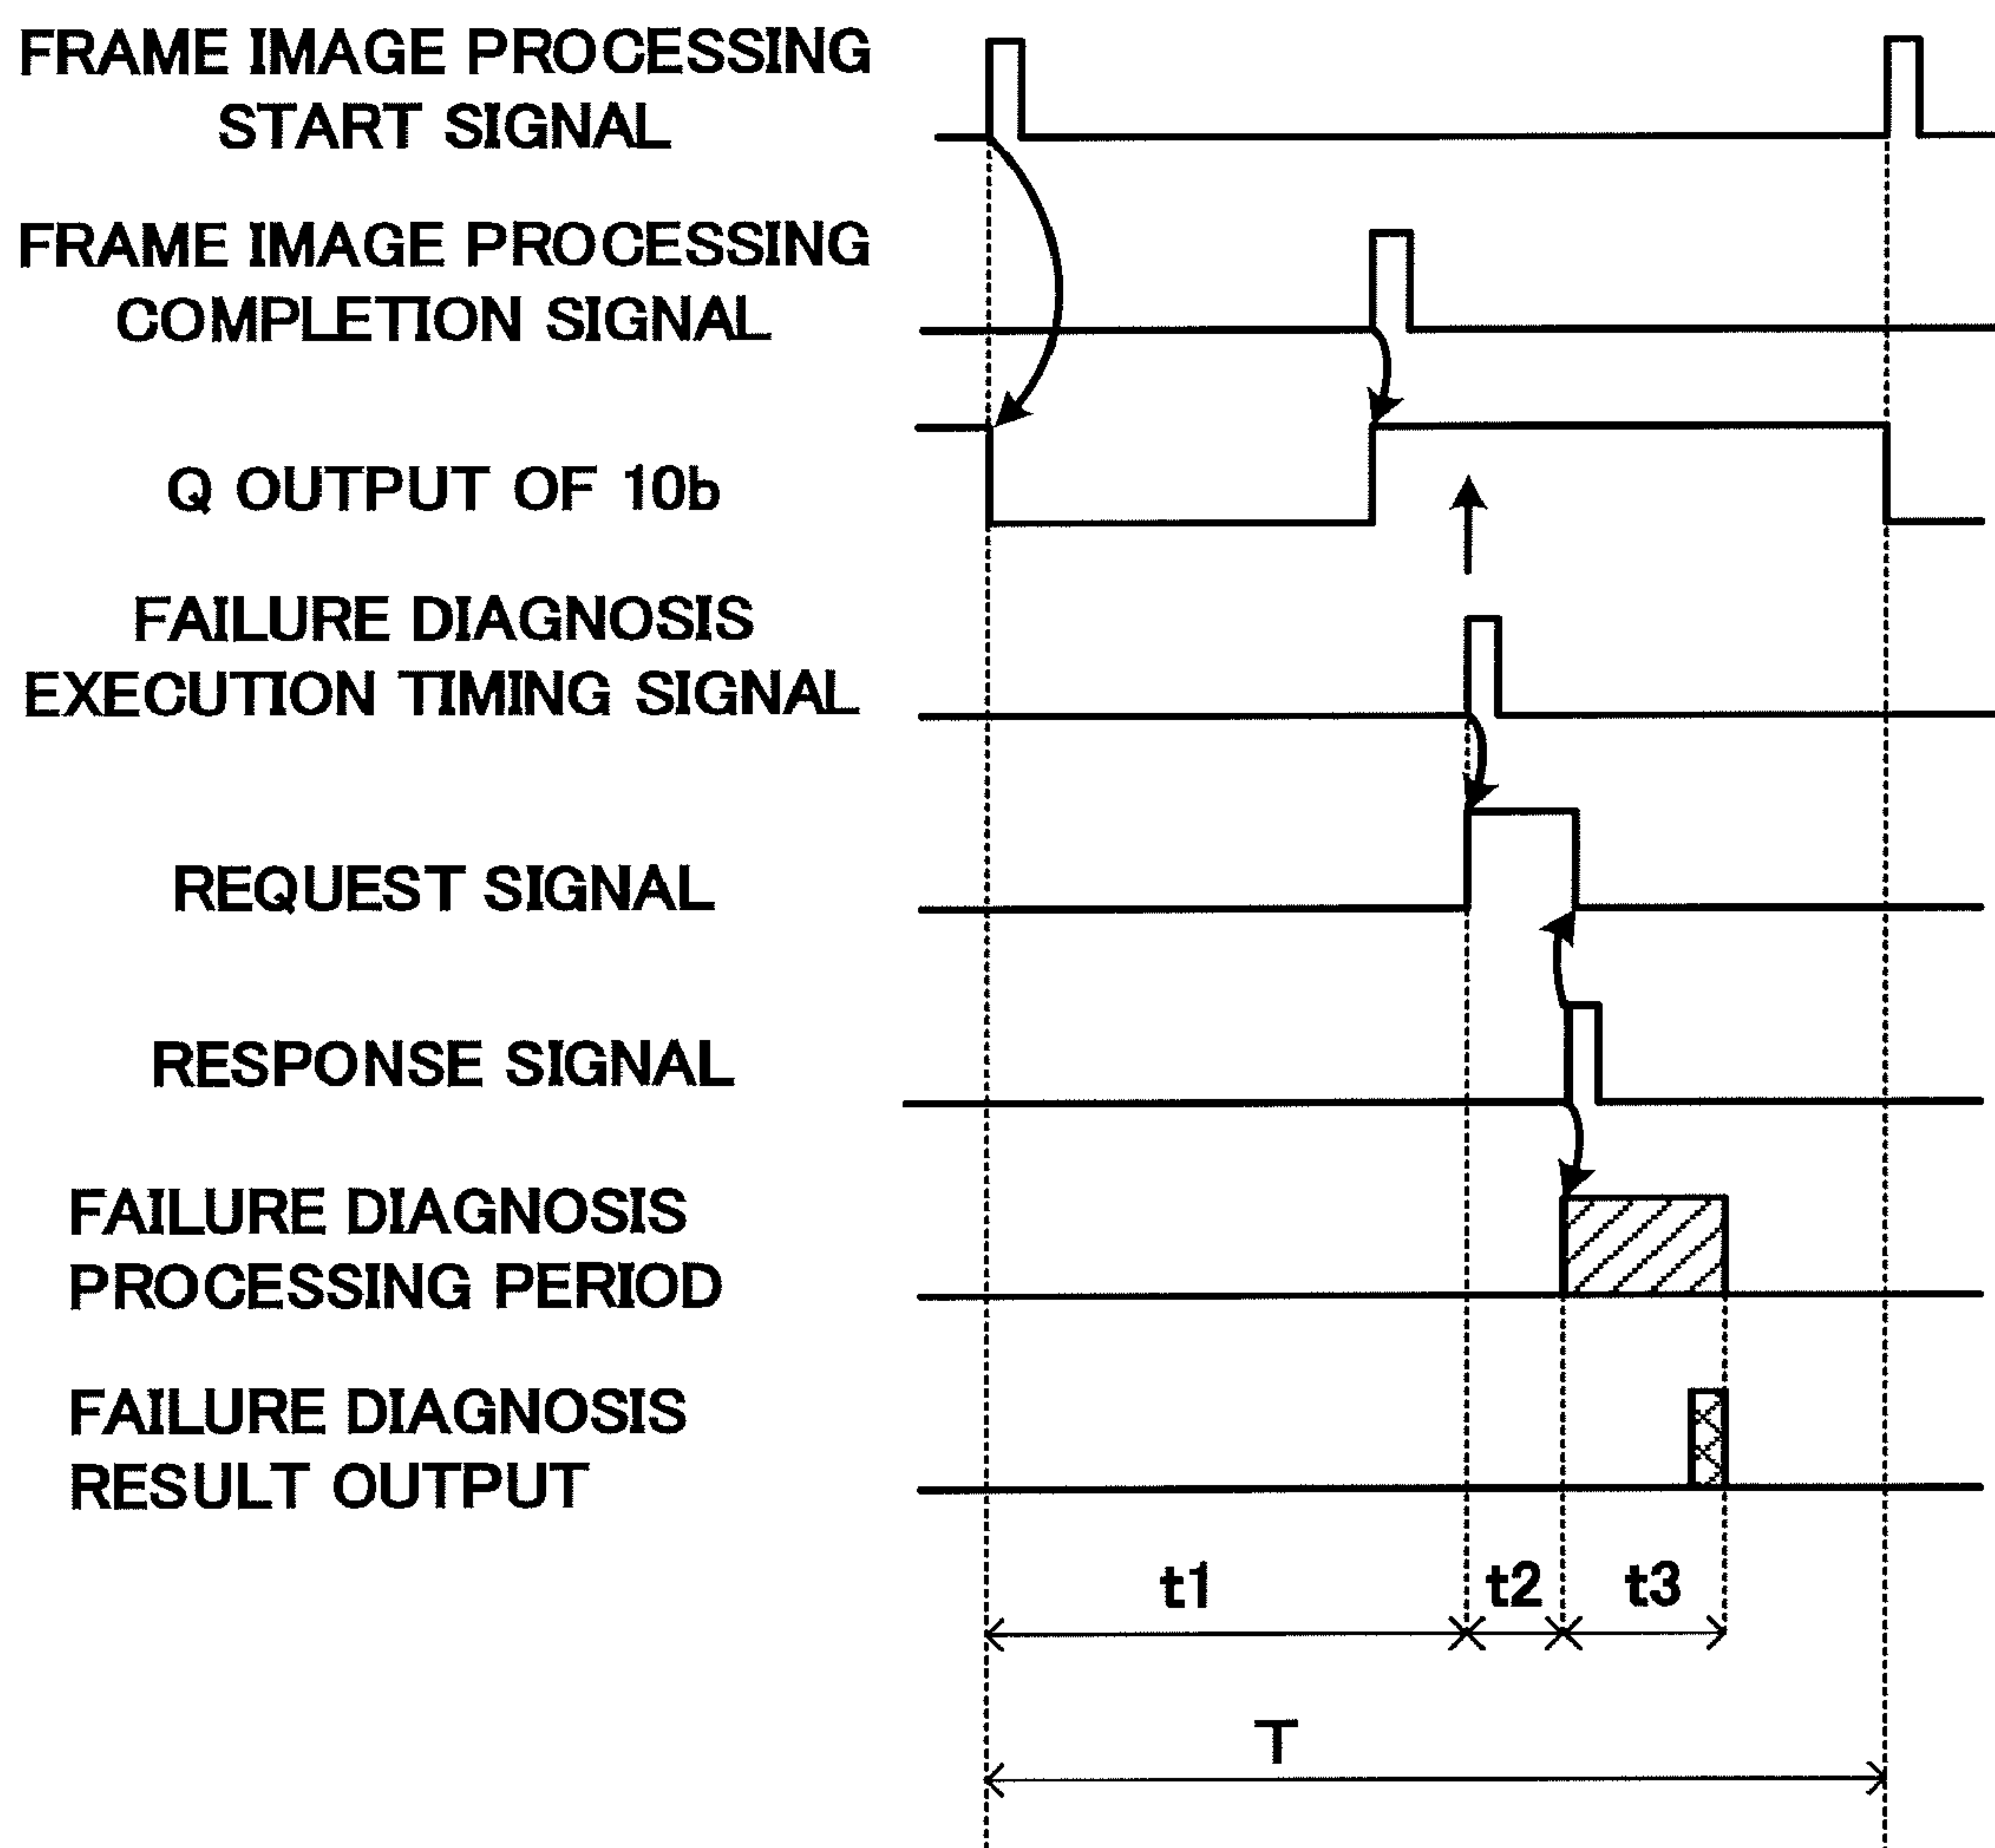 FRAME IMAGE PROCESSING
START SIGNAL
FRAME IMAGE PROCESSING
COMPLETION SIGNAL
Q OUTPUT OF 10b
FAILURE DIAGNOSIS
EXECUTION TIMING SIGNAL
REQUEST SIGNAL
RESPONSE SIGNAL
FAILURE DIAGNOSIS
PROCESSING PERIOD
FAILURE DIAGNOSIS
RESULT OUTPUT
t1 t2 t3
T